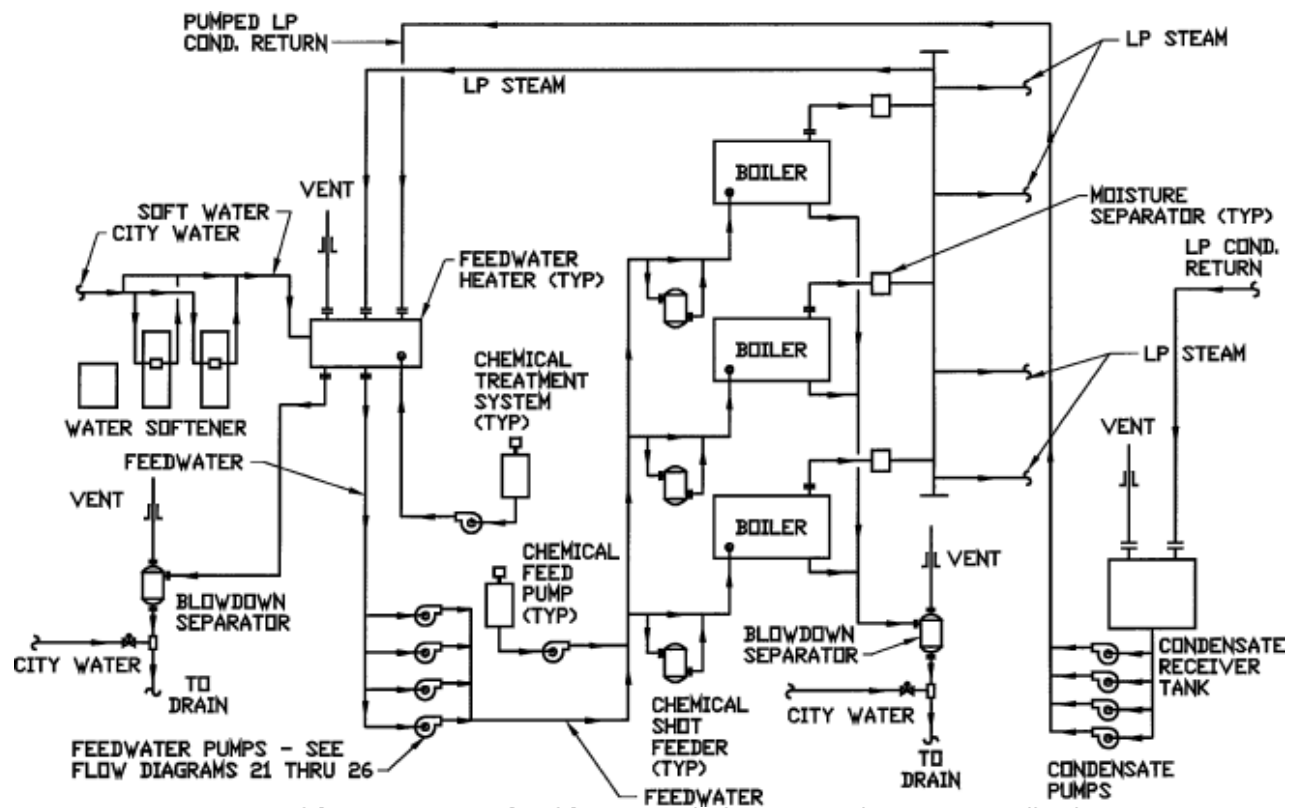 PUMPED LP
COND. RETURN
LP STEAM
LP STEAM
BOILER
VENT
SOFT WATER
CITY WATER
MOISTURE
SEPARATOR (TYP)
LP COND.
RETURN
FEEDWATER
HEATER (TYP)
BOILER
CHEMICAL
TREATMENT
SYSTEM
(TYP)
LP STEAM
WATER SOFTENER
FEEDWATER
VENT
VENT
BOILER
CHEMICAL
FEED
PUMP
(TYP)
VENT
BLOWDOWN
SEPARATOR
BLOWDOWN
SEPARATOR
CONDENSATE
RECEIVER
TANK
CITY WATER
TO
DRAIN
CHEMICAL
SHOT
FEEDER
(TYP)
CITY WATER
FEEDWATER PUMPS - SEE
FLOW DIAGRAMS 21 THRU 26
TO
DRAIN
CONDENSATE
PUMPS
FEEDWATER